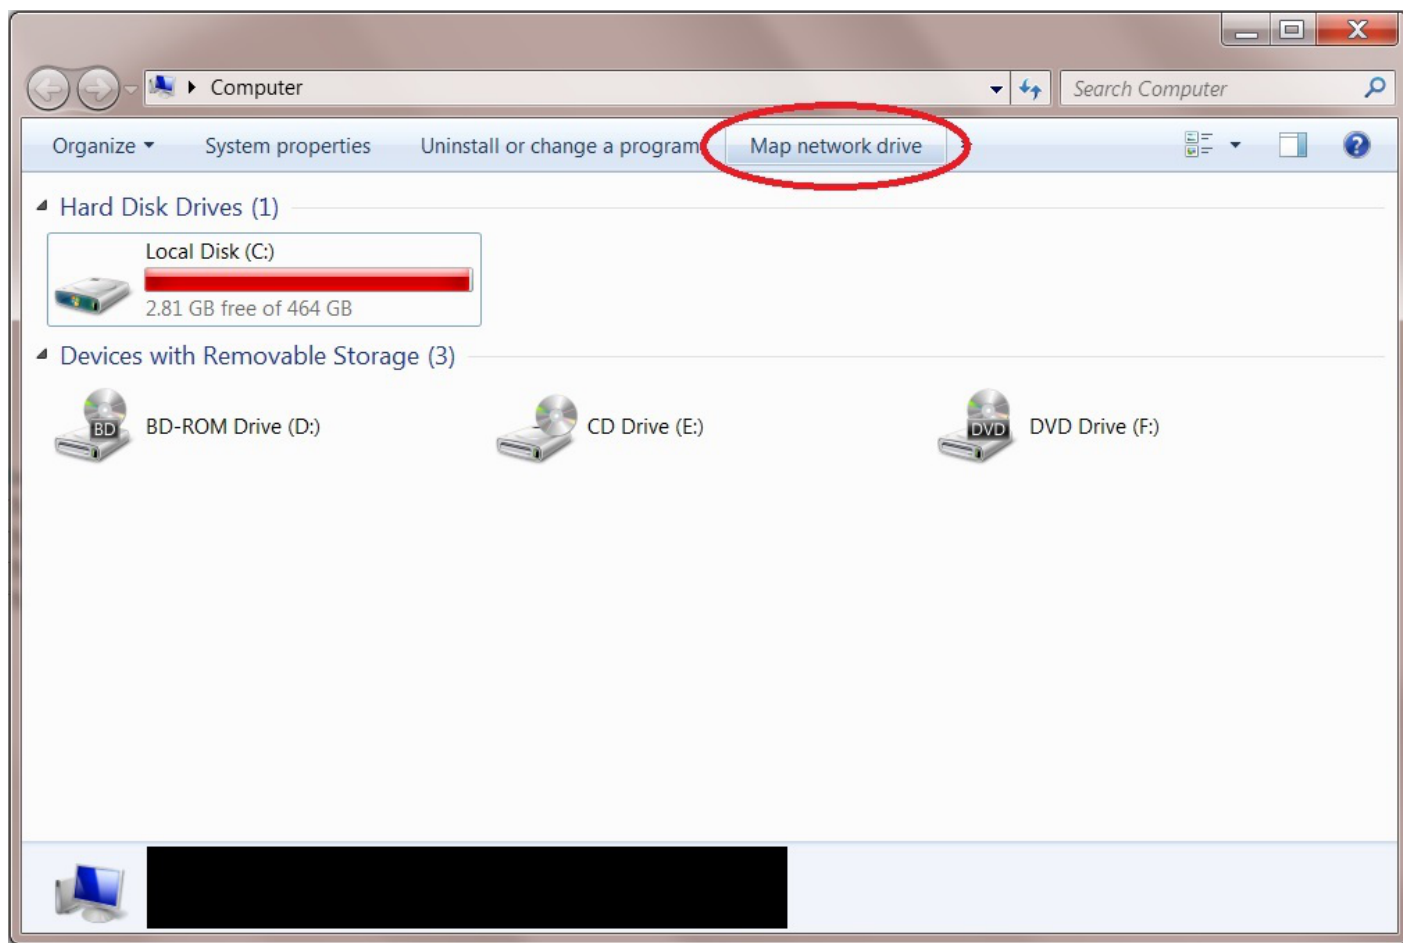 Computer
Search Computer
Organize
System properties
Uninstall or change a program
Map network drive
Hard Disk Drives (1)
Local Disk (C:)
2.81 GB free of 464 GB
Devices with Removable Storage (3)
BD
BD-ROM Drive (D:)
CD Drive (E:)
DVD
DVD Drive (F:)